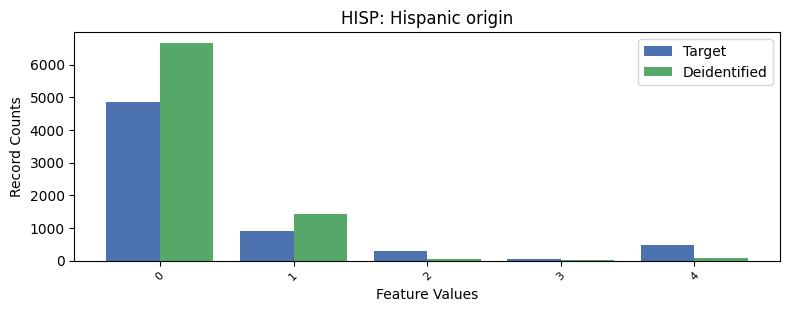 HISP: Hispanic origin
Target
Deidentified
Record Counts
6000
5000
4000
3000
2000
1000
0
0
1
2
3
4
Feature Values